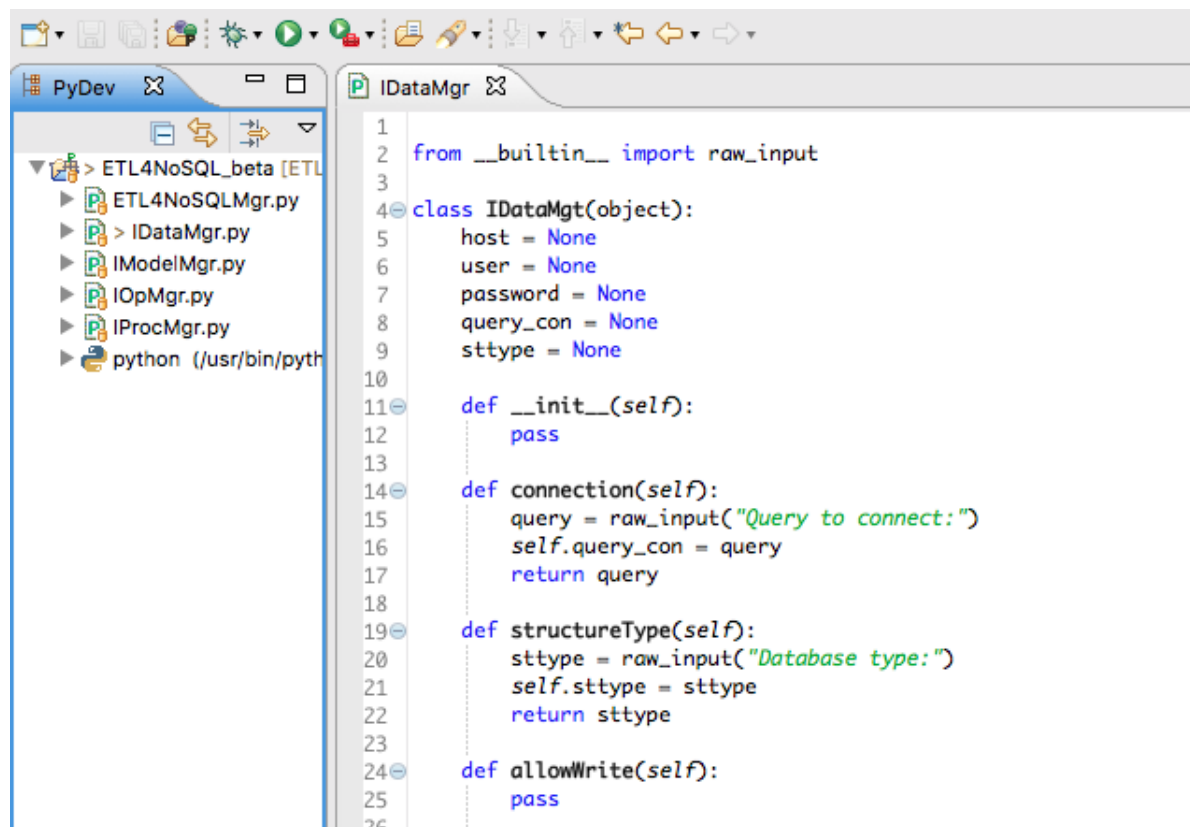 PyDev
> ETL4NoSQL_beta [ETL
ETL4NoSQLMgr.py
> IDataMgr.py
IModelMgr.py
IOpMgr.py
IProcMgr.py
python (/usr/bin/pyth
IDataMgr
1
2 from __builtin__ import raw_input
3
4 class IDataMgt(object):
5 host = None
6 user = None
7 password = None
8 query_con = None
9 sttype = None
10
11 def __init__(self):
12 pass
13
14 def connection(self):
15 query = raw_input("Query to connect:")
16 self.query_con = query
17 return query
18
19 def structureType(self):
20 sttype = raw_input("Database type:")
21 self.sttype = sttype
22 return sttype
23
24 def allowWrite(self):
25 pass
26